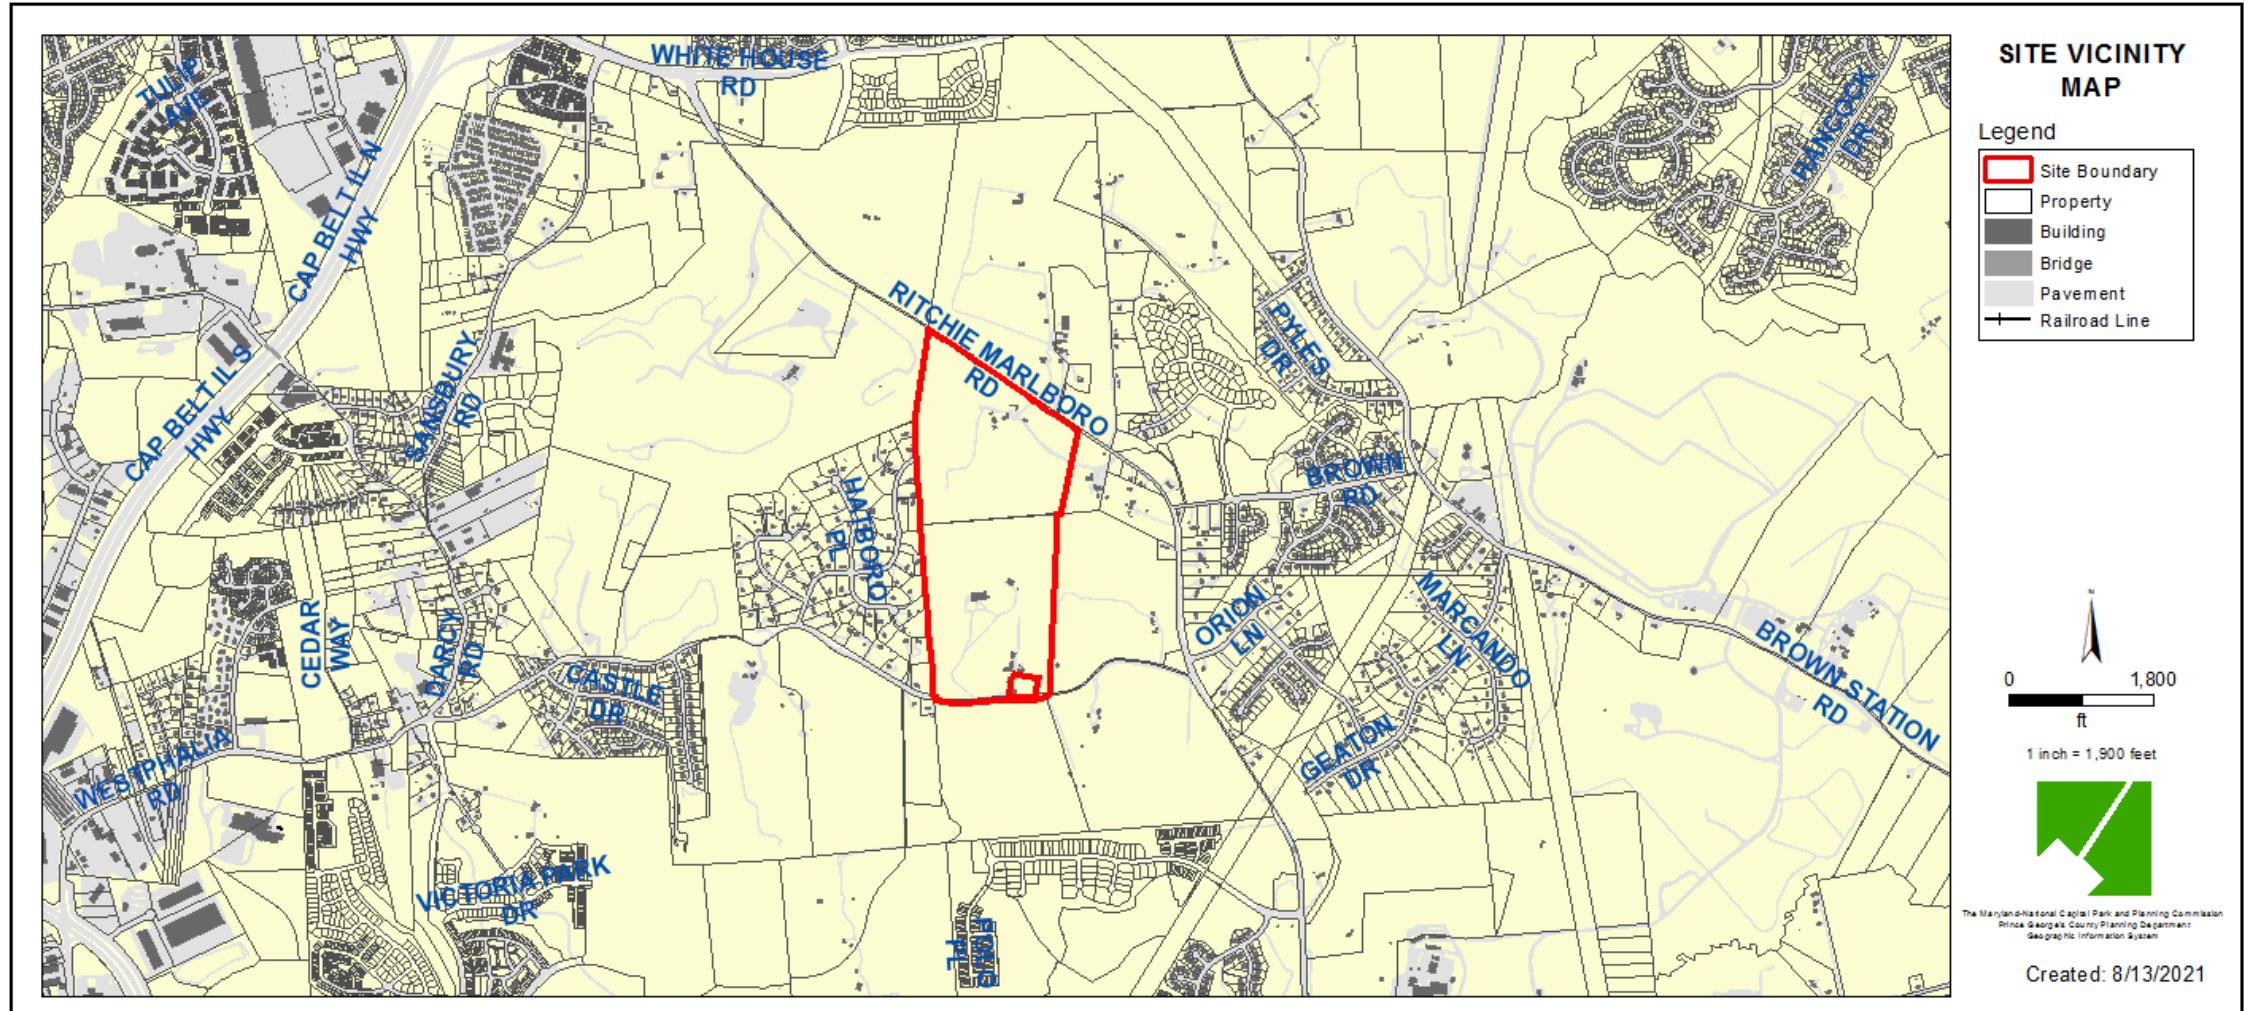 WHITE HOUSE
RD
TULIP
AVE
HANCOCK
DR
CAP BELT IL N
HWY
RITCHIE MARLBORO
RD
PYLES
DR
CAP BELT IL S
HWY
SANSBURY
RD
BROWN
RD
HATBORO
PL
CEDAR
WAY
DARCY
RD
ORION
LN
MARCANDO
LN
CASTLE
DR
BROWN STATION
RD
WESTPHALIA
RD
GEATON
DR
VICTORIA PARK
DR
PL
SITE VICINITY
MAP
Legend
Site Boundary
Property
Building
Bridge
Pavement
Railroad Line
N
0 1,800
ft
1 inch = 1,900 feet
The Maryland-National Capital Park and Planning Commission
Prince George's County Planning Department
Geographic Information System
Created: 8/13/2021